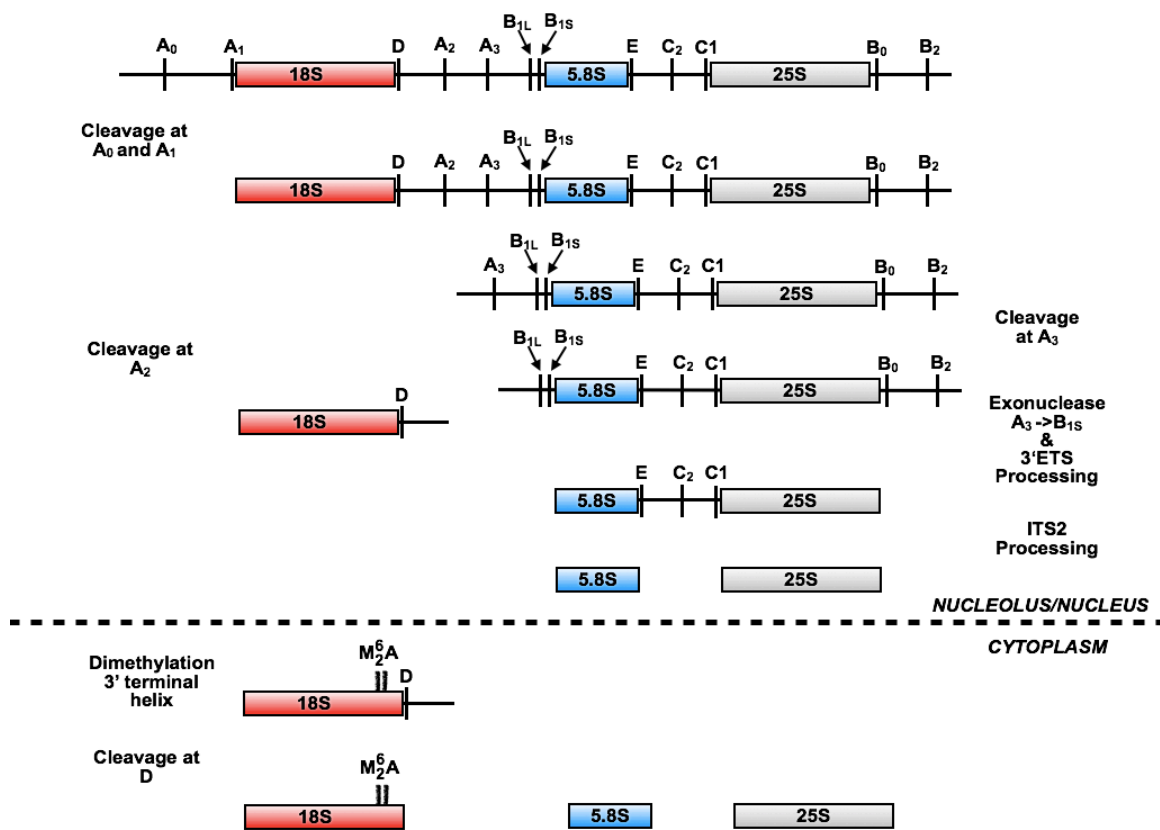 B1L B1S
A0 A1 D A2 A3 E C2 C1 B0 B2
18S 5.8S 25S
Cleavage at
A0 and A1
B1L B1S
D A2 A3 E C2 C1 B0 B2
18S 5.8S 25S
B1L B1S
A3 E C2 C1 B0 B2
5.8S 25S
Cleavage
at A3
Cleavage at
A2
B1L B1S
E C2 C1 B0 B2
5.8S 25S
D
18S
Exonuclease
A3 ->B1S
&
3'ETS
Processing
E C2 C1
5.8S 25S
ITS2
Processing
5.8S 25S
NUCLEOLUS/NUCLEUS
CYTOPLASM
Dimethylation
3' terminal
helix
M62A
D
18S
Cleavage at
D
M62A
18S 5.8S 25S